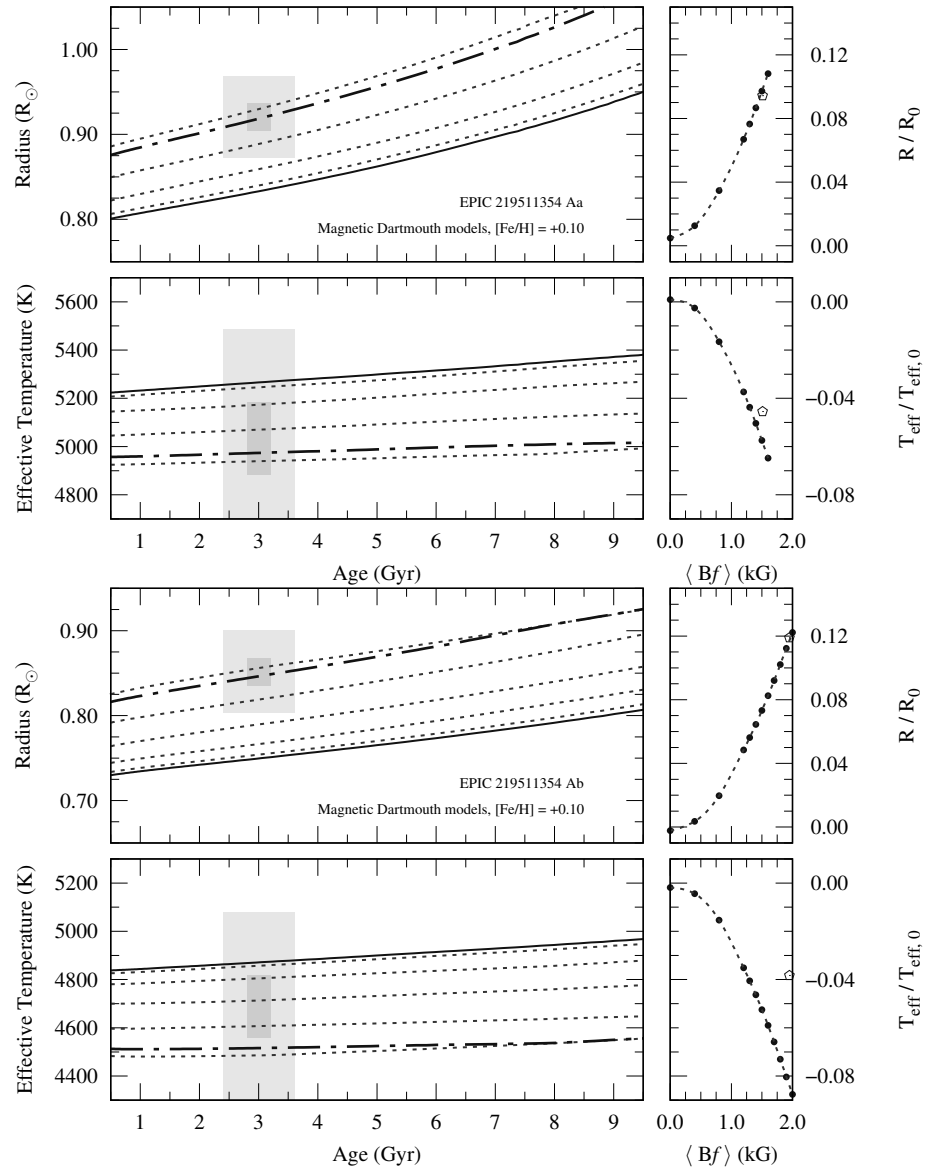 1.00
0.90
0.80
Radius (R☉)
EPIC 219511354 Aa
Magnetic Dartmouth models, [Fe/H] = +0.10
0.12
0.08
0.04
0.00
R / R0
5600
5400
5200
5000
4800
Effective Temperature (K)
1 2 3 4 5 6 7 8 9
Age (Gyr)
0.00
−0.04
−0.08
Teff / Teff, 0
0.0 1.0 2.0
⟨ Bf ⟩ (kG)
0.90
0.80
0.70
Radius (R☉)
EPIC 219511354 Ab
Magnetic Dartmouth models, [Fe/H] = +0.10
0.12
0.08
0.04
0.00
R / R0
5200
5000
4800
4600
4400
Effective Temperature (K)
1 2 3 4 5 6 7 8 9
Age (Gyr)
0.00
−0.04
−0.08
Teff / Teff, 0
0.0 1.0 2.0
⟨ Bf ⟩ (kG)